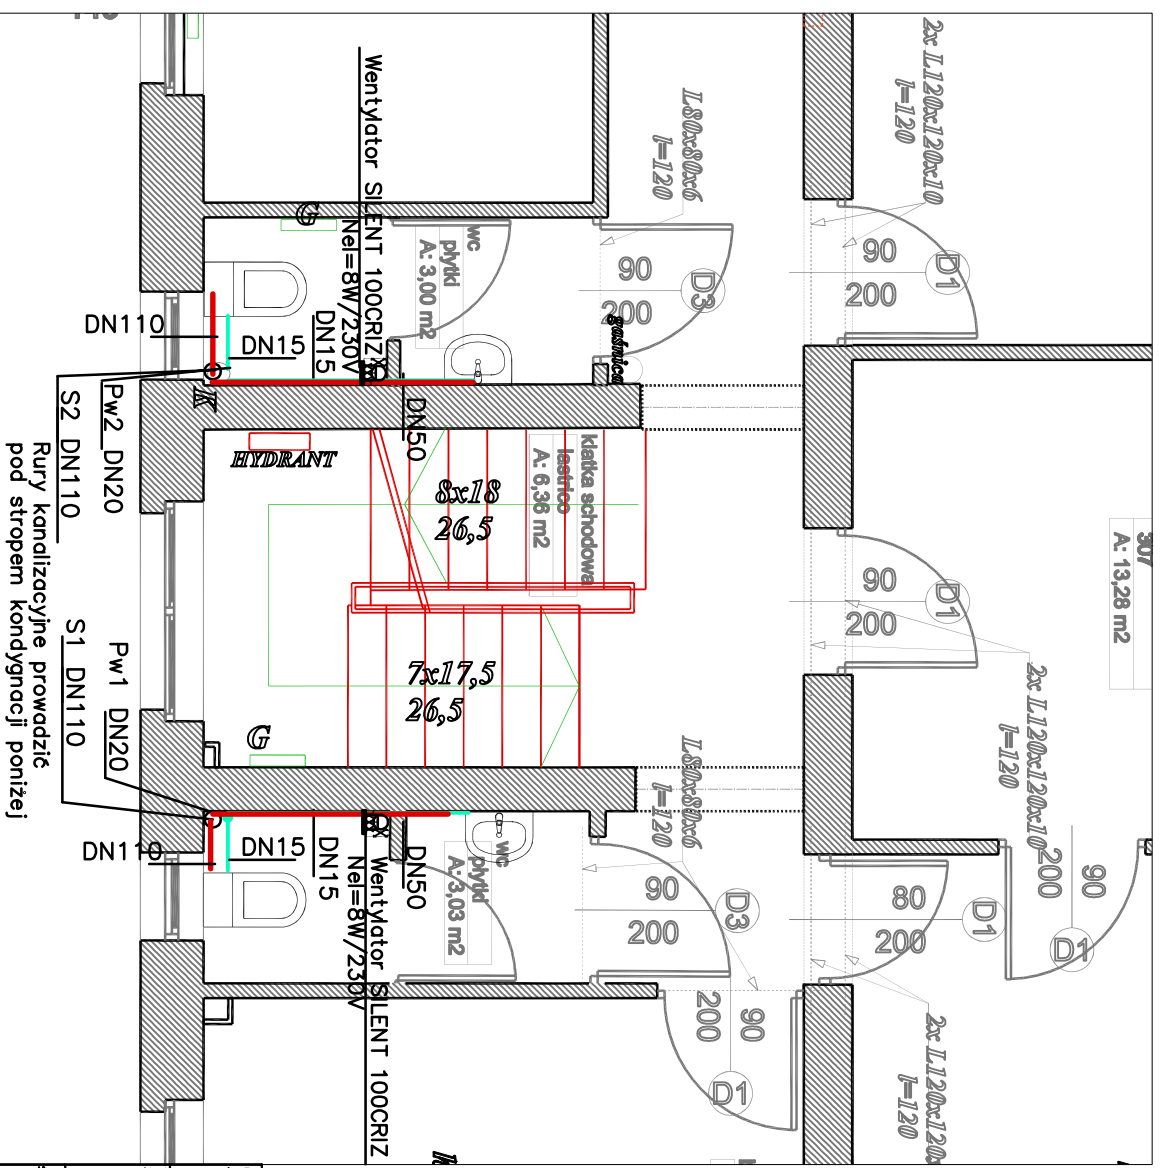 2x L120x120x10
l=120
L80x80x6
l=120
Wentylator SILENT 100CRIZ
Nel=8W/230V
G
wc
płytki
A: 3,00 m2
90
200
D3
90
200
D1
gaśnica
DN110
DN15
DN15
DN50
K
Pw2 DN20
S2 DN110
HYDRANT
8x18
26,5
klatka schodowa
lastrico
A: 6,36 m2
90
200
D1
307
A: 13,28 m2
Rury kanalizacyjne prowadzić
pod stropem kondygnacji poniżej
7x17,5
26,5
2x L120x120x10
l=120
L80x80x6
l=120
G
Pw1 DN20
S1 DN110
DN110
DN15
DN15
DN50
Wentylator SILENT 100CRIZ
Nel=8W/230V
wc
płytki
A: 3,03 m2
90
200
D3
80
200
D1
90
200
D1
90
200
D1
2x L120x120x
l=120